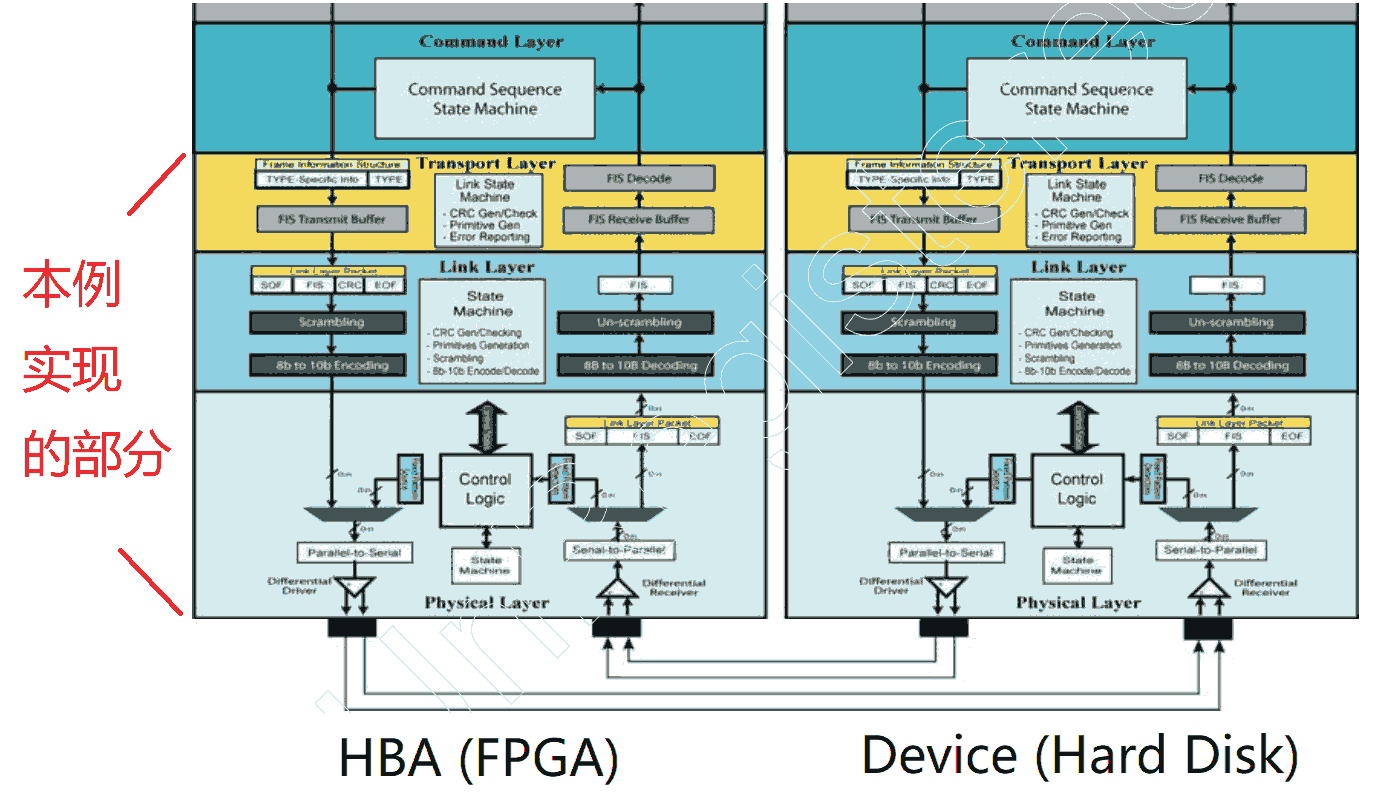 Command Layer
Command Sequence
State Machine
Transport Layer
Frame Information Structure
TYPE-Specific Info TYPE
FIS Transmit Buffer
Link State
Machine
- CRC Gen/Check
- Primitive Gen
- Error Reporting
FIS Decode
FIS Receive Buffer
Link Layer
Link Layer Packet
SOF FIS CRC EOF
Scrambling
8b to 10b Encoding
State
Machine
- CRC Gen/Checking
- Primitives Generation
- Scrambling
- 8b-10b Encode/Decode
FIS
Un-scrambling
8B to 10B Decoding
Link Layer Packet
SOF FIS EOF
Control
Logic
Parallel-to-Serial
State
Machine
Serial-to-Parallel
Differential
Driver
Differential
Receiver
Physical Layer
Command Layer
Command Sequence
State Machine
Transport Layer
Frame Information Structure
TYPE-Specific Info TYPE
FIS Transmit Buffer
Link State
Machine
- CRC Gen/Check
- Primitive Gen
- Error Reporting
FIS Decode
FIS Receive Buffer
Link Layer
Link Layer Packet
SOF FIS CRC EOF
Scrambling
8b to 10b Encoding
State
Machine
- CRC Gen/Checking
- Primitives Generation
- Scrambling
- 8b-10b Encode/Decode
FIS
Un-scrambling
8B to 10B Decoding
Link Layer Packet
SOF FIS EOF
Control
Logic
Parallel-to-Serial
State
Machine
Serial-to-Parallel
Differential
Driver
Differential
Receiver
Physical Layer
本例
实现
的部分
HBA (FPGA)
Device (Hard Disk)